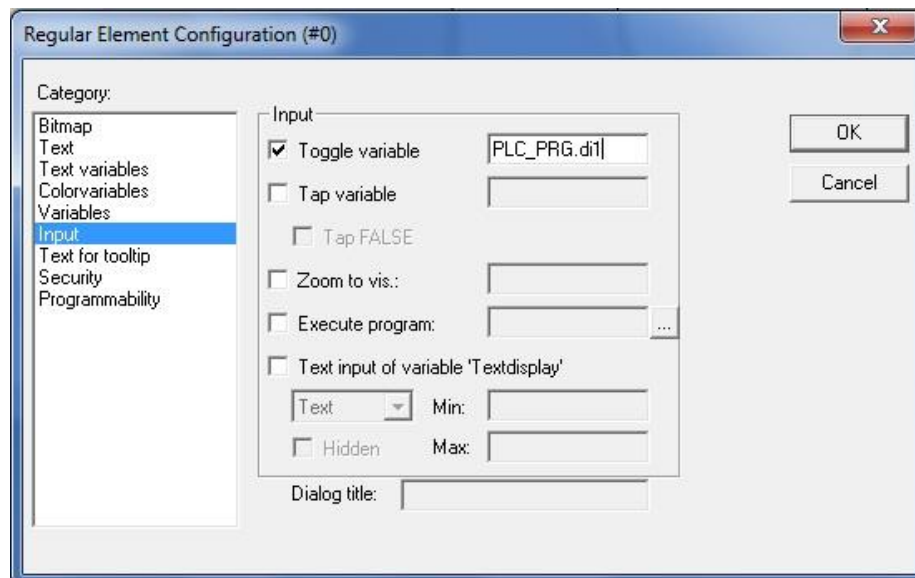 Regular Element Configuration (#0)
x
Category:
Bitmap
Text
Text variables
Colorvariables
Variables
Input
Text for tooltip
Security
Programmability
Input
Toggle variable PLC_PRG.di1
Tap variable
Tap FALSE
Zoom to vis.:
Execute program: ...
Text input of variable 'Textdisplay'
Text Min:
Hidden Max:
Dialog title:
OK
Cancel